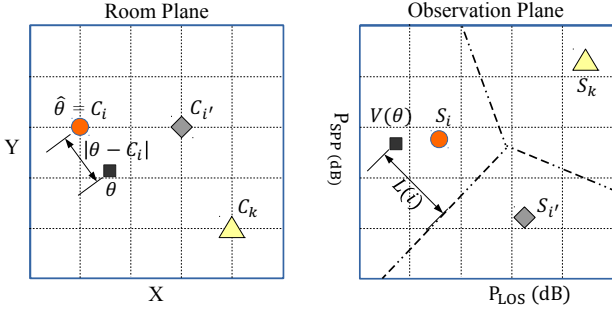 Room Plane
Observation Plane
θ̂ = C_i
C_i'
|θ − C_i|
θ
C_k
Y
X
S_k
V(θ)
S_i
L(i)
S_i'
P_SPP (dB)
P_LOS (dB)